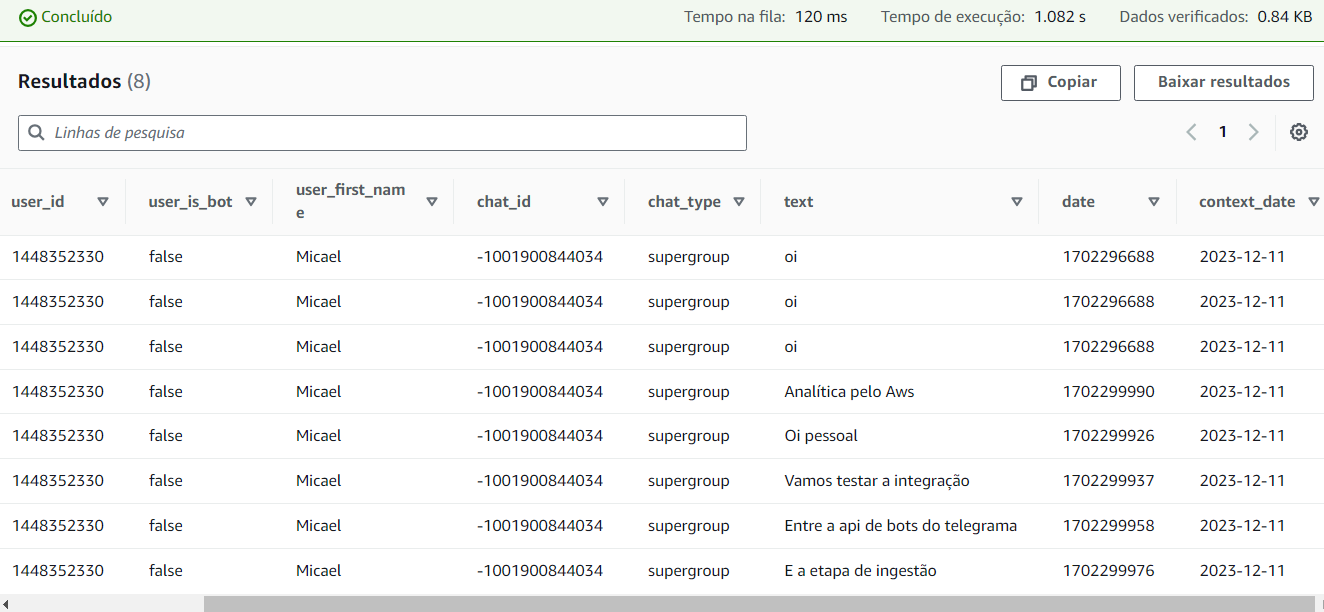 Concluído Tempo na fila: 120 ms Tempo de execução: 1.082 s Dados verificados: 0.84 KB
Resultados (8) Copiar Baixar resultados
Linhas de pesquisa 1
user_id user_is_bot user_first_nam
e chat_id chat_type text date context_date
1448352330 false Micael -1001900844034 supergroup oi 1702296688 2023-12-11
1448352330 false Micael -1001900844034 supergroup oi 1702296688 2023-12-11
1448352330 false Micael -1001900844034 supergroup oi 1702296688 2023-12-11
1448352330 false Micael -1001900844034 supergroup Analítica pelo Aws 1702299990 2023-12-11
1448352330 false Micael -1001900844034 supergroup Oi pessoal 1702299926 2023-12-11
1448352330 false Micael -1001900844034 supergroup Vamos testar a integração 1702299937 2023-12-11
1448352330 false Micael -1001900844034 supergroup Entre a api de bots do telegrama 1702299958 2023-12-11
1448352330 false Micael -1001900844034 supergroup E a etapa de ingestão 1702299976 2023-12-11